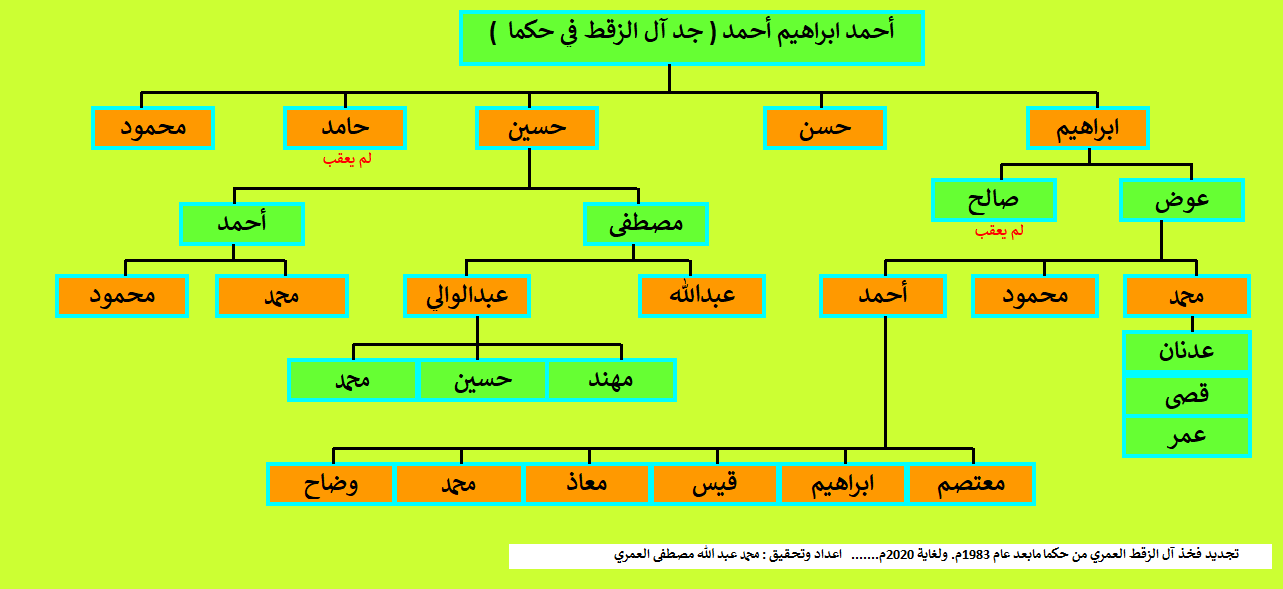 أحمد ابراهيم أحمد ( جد آل الزقط في حكما )
ابراهيم
حسن
حسين
حامد
محمود
لم يعقب
عوض
صالح
لم يعقب
مصطفى
أحمد
محمد
محمود
أحمد
عبدالله
عبدالوالي
محمد
محمود
عدنان
قصى
عمر
مهند
حسين
محمد
معتصم
ابراهيم
قيس
معاذ
محمد
وضاح
تجديد فخذ آل الزقط العمري من حكما مابعد عام 1983م. ولغاية 2020م....... اعداد وتحقيق : محمد عبد الله مصطفى العمري